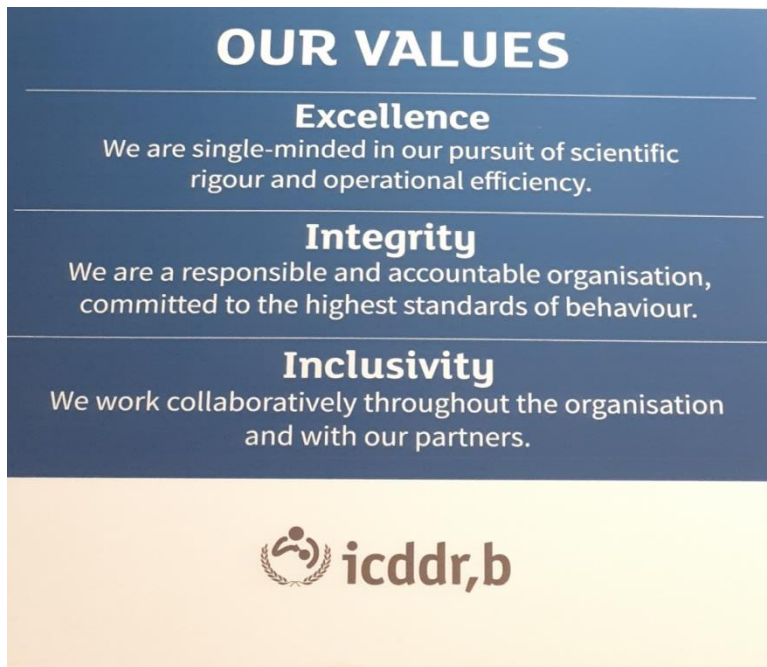 OUR VALUES
Excellence
We are single-minded in our pursuit of scientific
rigour and operational efficiency.
Integrity
We are a responsible and accountable organisation,
committed to the highest standards of behaviour.
Inclusivity
We work collaboratively throughout the organisation
and with our partners.
icddr,b